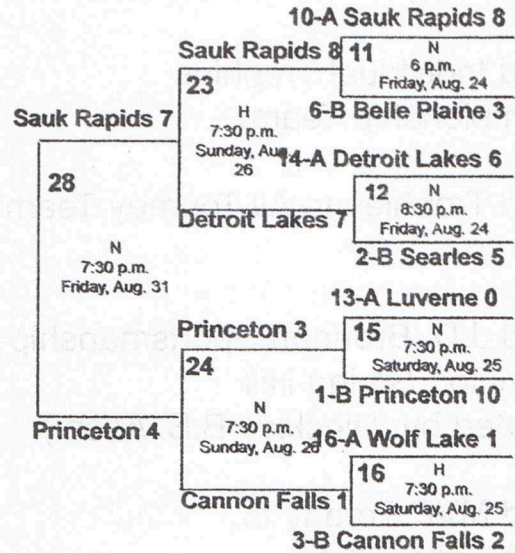 10-A Sauk Rapids 8
Sauk Rapids 8
11
N
6 p.m.
Friday, Aug. 24
6-B Belle Plaine 3
23
H
7:30 p.m.
Sunday, Aug
26
Sauk Rapids 7
14-A Detroit Lakes 6
12
N
8:30 p.m.
Friday, Aug. 24
Detroit Lakes 7
2-B Searles 5
28
N
7:30 p.m.
Friday, Aug. 31
13-A Luverne 0
Princeton 3
15
N
7:30 p.m.
Saturday, Aug. 25
1-B Princeton 10
24
N
7:30 p.m.
Sunday, Aug. 26
Princeton 4
16-A Wolf Lake 1
16
H
7:30 p.m.
Saturday, Aug. 25
Cannon Falls 1
3-B Cannon Falls 2